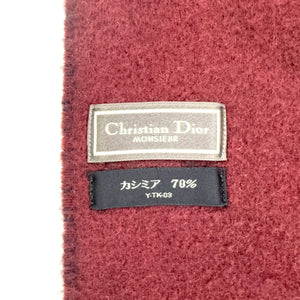 Christian Dior
MONSIEUR
カシミア 70%
Y-TK-03